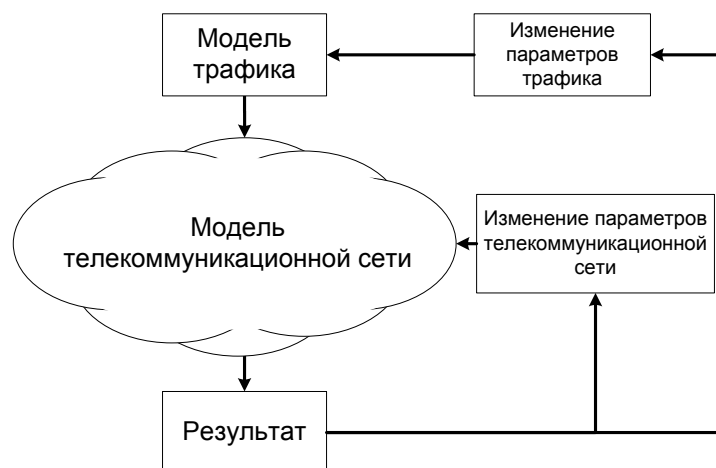 Модель
трафика
Изменение
параметров
трафика
Модель
телекоммуникационной сети
Изменение параметров
телекоммуникационной
сети
Результат